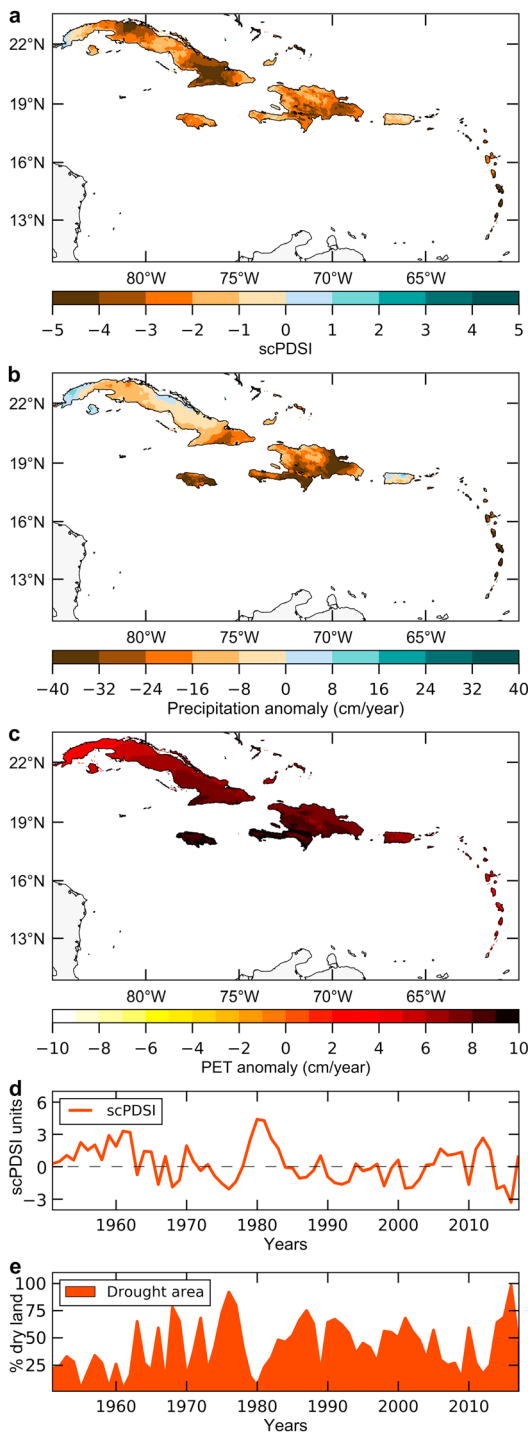 a
22°N
19°N
16°N
13°N
80°W 75°W 70°W 65°W
−5 −4 −3 −2 −1 0 1 2 3 4 5
scPDSI
b
22°N
19°N
16°N
13°N
80°W 75°W 70°W 65°W
−40 −32 −24 −16 −8 0 8 16 24 32 40
Precipitation anomaly (cm/year)
c
22°N
19°N
16°N
13°N
80°W 75°W 70°W 65°W
−10 −8 −6 −4 −2 0 2 4 6 8 10
PET anomaly (cm/year)
d
scPDSI units
6
3
0
−3
scPDSI
1960 1970 1980 1990 2000 2010
Years
e
% dry land
100
75
50
25
Drought area
1960 1970 1980 1990 2000 2010
Years